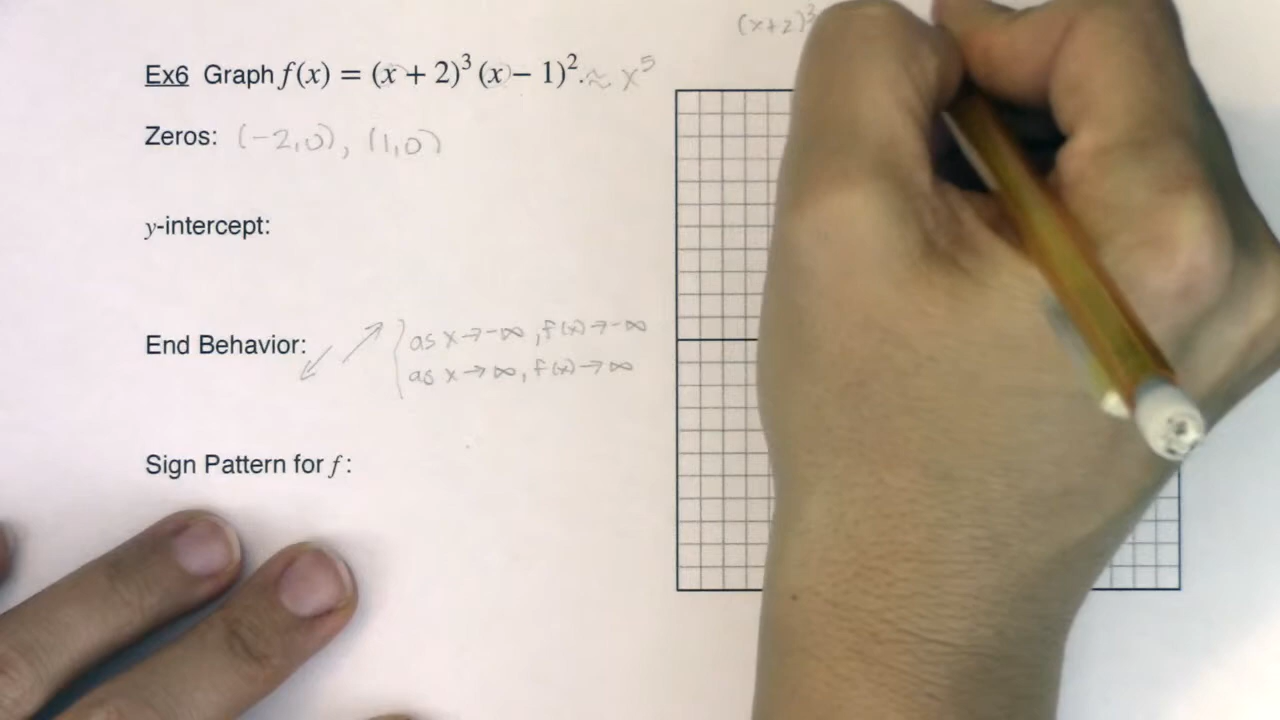 (x+2)³
Ex6 Graph f(x) = (x + 2)³ (x − 1)². ≈ x⁵
Zeros: (-2,0), (1,0)
y-intercept:
End Behavior: as x→-∞, f(x)→-∞
as x→∞, f(x)→∞
Sign Pattern for f: